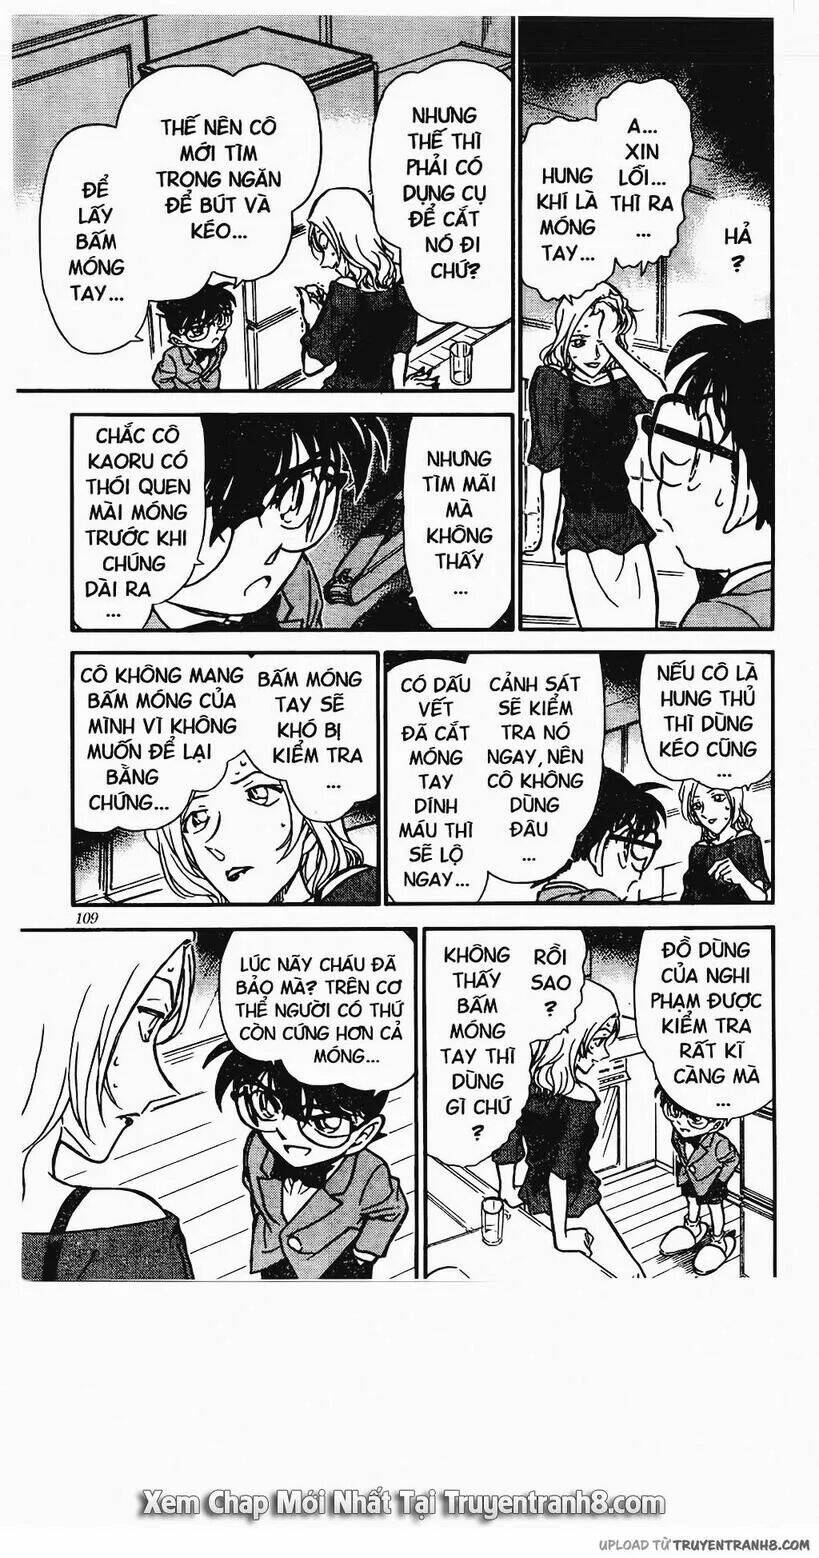 HẢ
?
A...
XIN
LỖI...
THÌ RA
...
HUNG
KHÍ LÀ
MÓNG
TAY...
NHƯNG
THẾ THÌ
PHẢI CÓ
DỤNG CỤ
ĐỂ CẮT
NÓ ĐI
CHỨ?
THẾ NÊN CÔ
MỚI TÌM
TRONG NGĂN
ĐỂ BÚT VÀ
KÉO...
ĐỂ
LẤY
BẤM
MÓNG
TAY...
NHƯNG
TÌM MÃI
MÀ
KHÔNG
THẤY
...
CHẮC CÔ
KAORU CÓ
THÓI QUEN
MÀI MÓNG
TRƯỚC KHI
CHÚNG
DÀI RA
...
NẾU CÔ LÀ
HUNG THỦ
THÌ DÙNG
KÉO CŨNG
...
CẢNH SÁT
SẼ KIỂM
TRA NÓ
NGAY, NÊN
CÔ KHÔNG
DÙNG
ĐÂU
...
CÓ DẤU
VẾT
ĐÃ CẮT
MÓNG
TAY
DÍNH
MÁU THÌ
SẼ LỘ
NGAY...
BẤM MÓNG
TAY SẼ
KHÓ BỊ
KIỂM TRA
...
CÔ KHÔNG MANG
BẤM MÓNG CỦA
MÌNH VÌ KHÔNG
MUỐN ĐỂ LẠI
BẰNG
CHỨNG...
109
ĐỒ DÙNG
CỦA NGHI
PHẠM ĐƯỢC
KIỂM TRA
RẤT KĨ
CÀNG MÀ
...
RỒI
SAO
?
KHÔNG
THẤY
BẤM
MÓNG
TAY THÌ
DÙNG
GÌ CHỨ
?
LÚC NÃY CHÁU ĐÃ
BẢO MÀ? TRÊN CƠ
THỂ NGƯỜI CÓ THỨ
CÒN CỨNG HƠN CẢ
MÓNG...
Xem Chap Mới Nhất Tại Truyentranh8.com
UPLOAD TỪ TRUYENTRANH8.COM